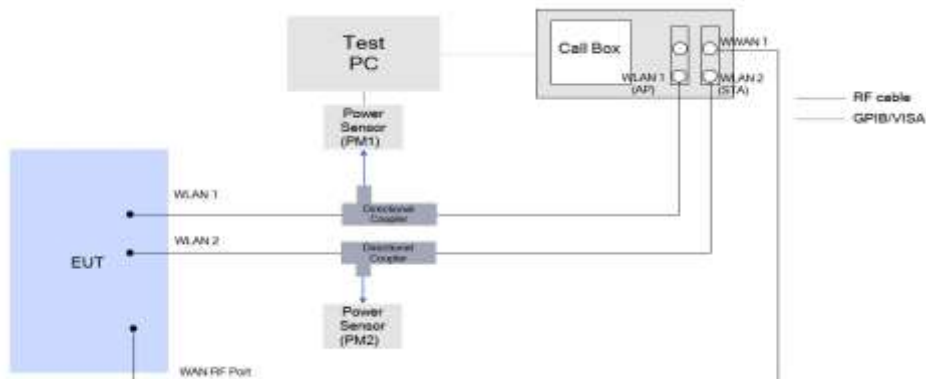 Test
PC
Call Box
WWAN 1
WLAN 1
(AP)
WLAN 2
(STA)
RF cable
GPIB/VISA
Power
Sensor
(PM1)
WLAN 1
Directional
Coupler
WLAN 2
Directional
Coupler
EUT
Power
Sensor
(PM2)
WAN RF Port